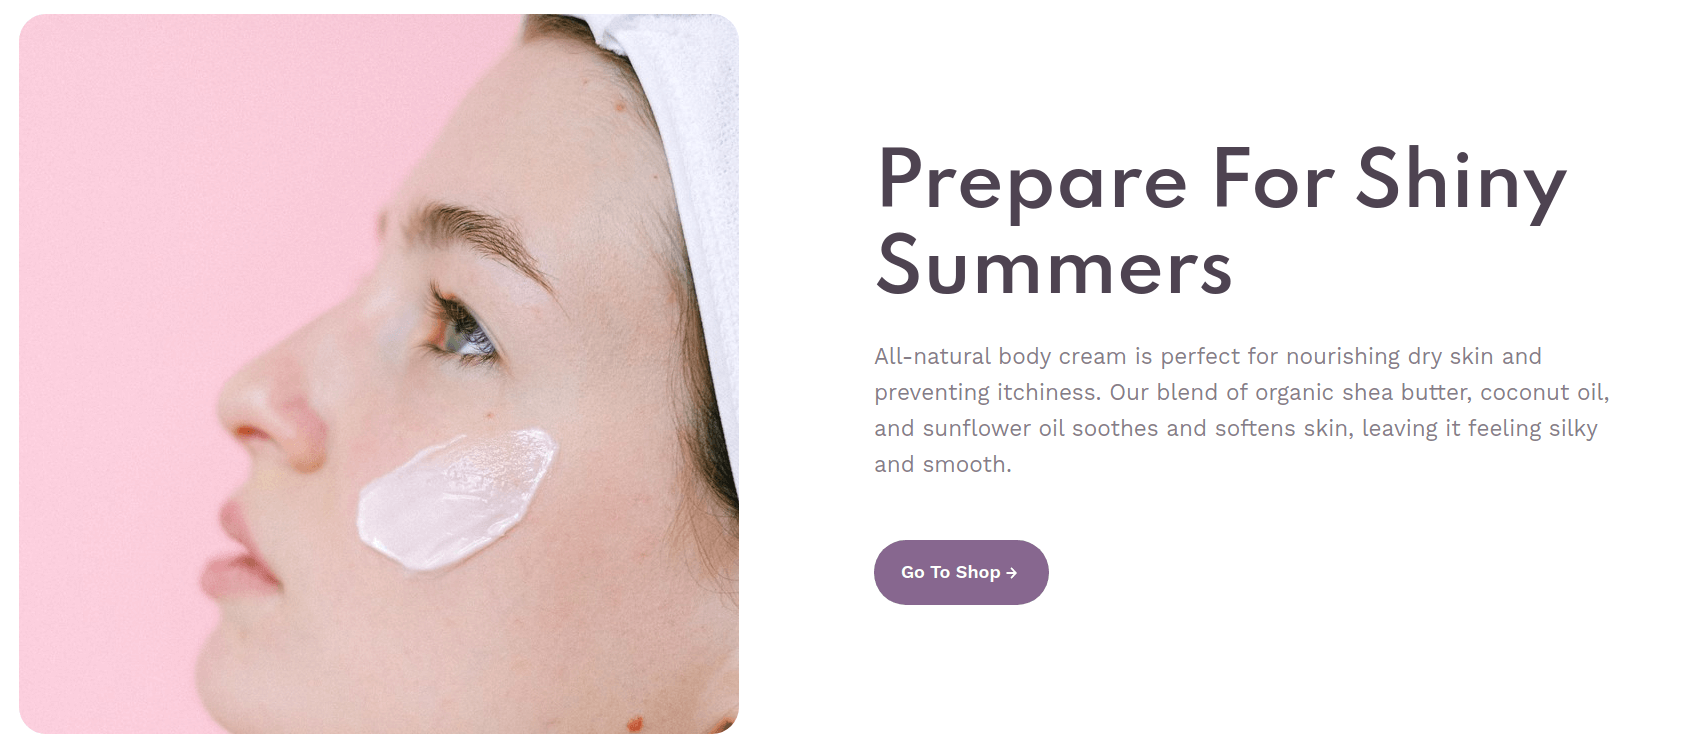 Prepare For Shiny
Summers
All-natural body cream is perfect for nourishing dry skin and
preventing itchiness. Our blend of organic shea butter, coconut oil,
and sunflower oil soothes and softens skin, leaving it feeling silky
and smooth.
Go To Shop →